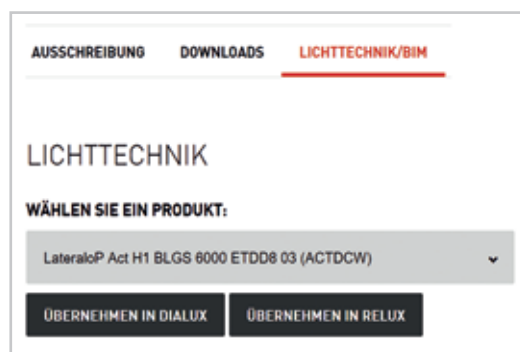 AUSSCHREIBUNG DOWNLOADS LICHTTECHNIK/BIM
LICHTTECHNIK
WÄHLEN SIE EIN PRODUKT:
LateraloP Act H1 BLGS 6000 ETDD8 03 (ACTDCW)
ÜBERNEHMEN IN DIALUX ÜBERNEHMEN IN RELUX